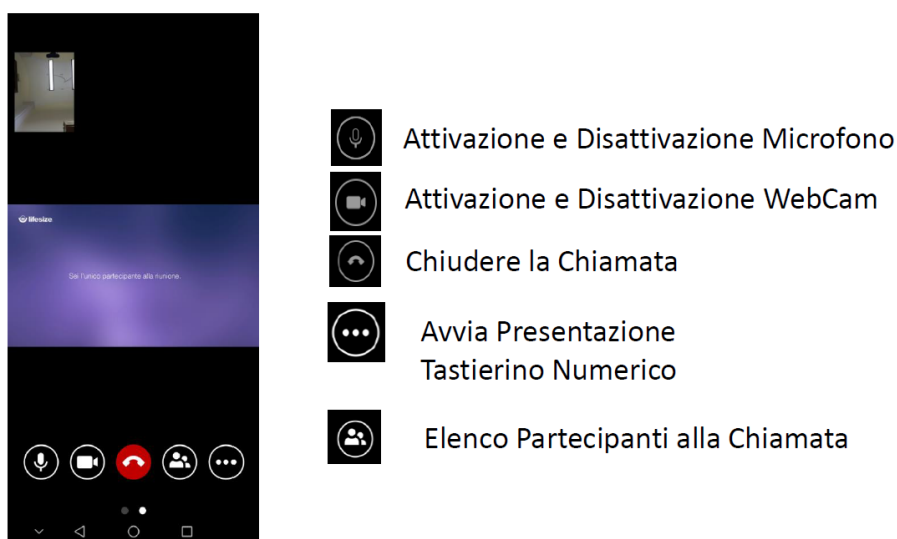 lifesize
Sei l'unico partecipante alla riunione.
Attivazione e Disattivazione Microfono
Attivazione e Disattivazione WebCam
Chiudere la Chiamata
Avvia Presentazione
Tastierino Numerico
Elenco Partecipanti alla Chiamata